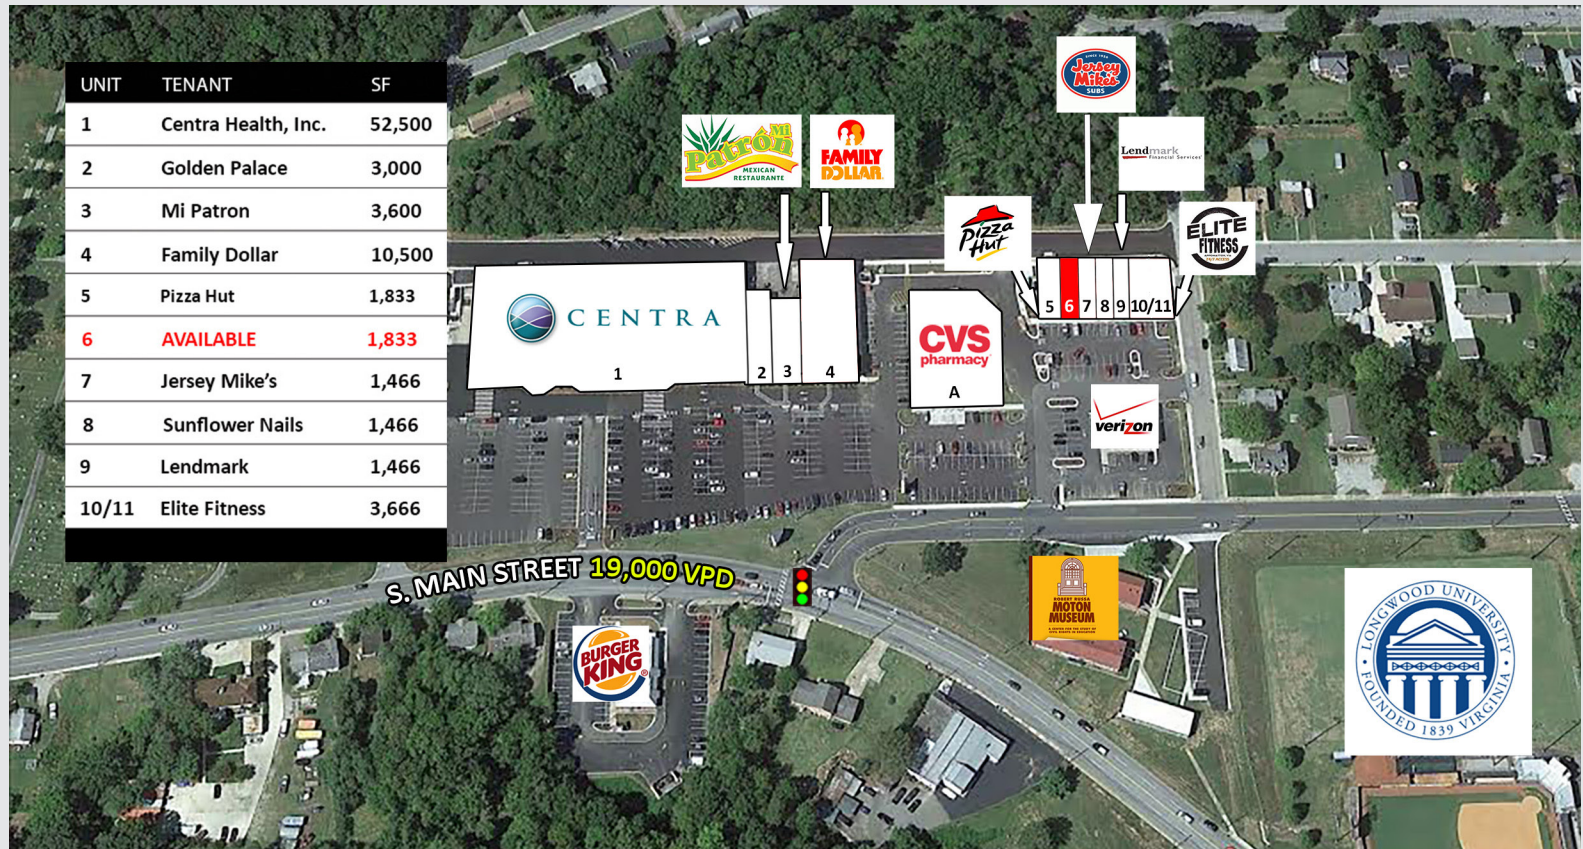 UNIT TENANT SF
1 Centra Health, Inc. 52,500
2 Golden Palace 3,000
3 Mi Patron 3,600
4 Family Dollar 10,500
5 Pizza Hut 1,833
6 AVAILABLE 1,833
7 Jersey Mike's 1,466
8 Sunflower Nails 1,466
9 Lendmark 1,466
10/11 Elite Fitness 3,666
Mi
Patrón
MEXICAN
RESTAURANTE
FAMILY
DOLLAR
SINCE 1956
Jersey
Mike's
SUBS
Lendmark
Financial Services
Pizza
Hut
ELITE
FITNESS
CENTRA
1 2 3 4
CVS
pharmacy
A
5 6 7 8 9 10/11
verizon
S. MAIN STREET 19,000 VPD
BURGER
KING
ROBERT RUSSA
MOTON
MUSEUM
LONGWOOD UNIVERSITY
FOUNDED 1839 VIRGINIA